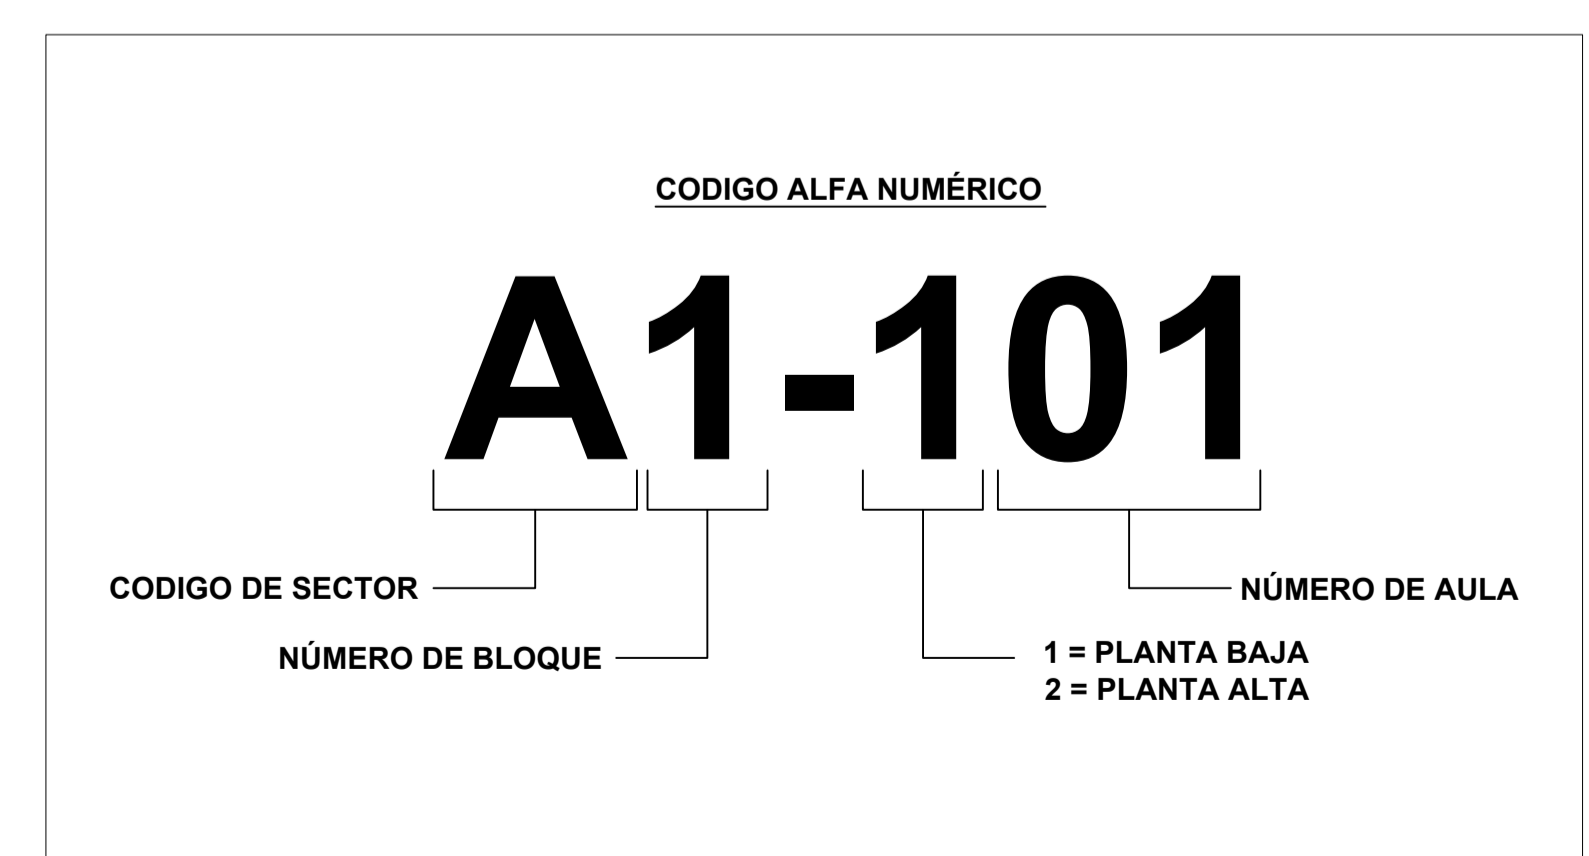 CODIGO ALFA NUMÉRICO
A1-101
CODIGO DE SECTOR
NÚMERO DE AULA
NÚMERO DE BLOQUE
1 = PLANTA BAJA
2 = PLANTA ALTA